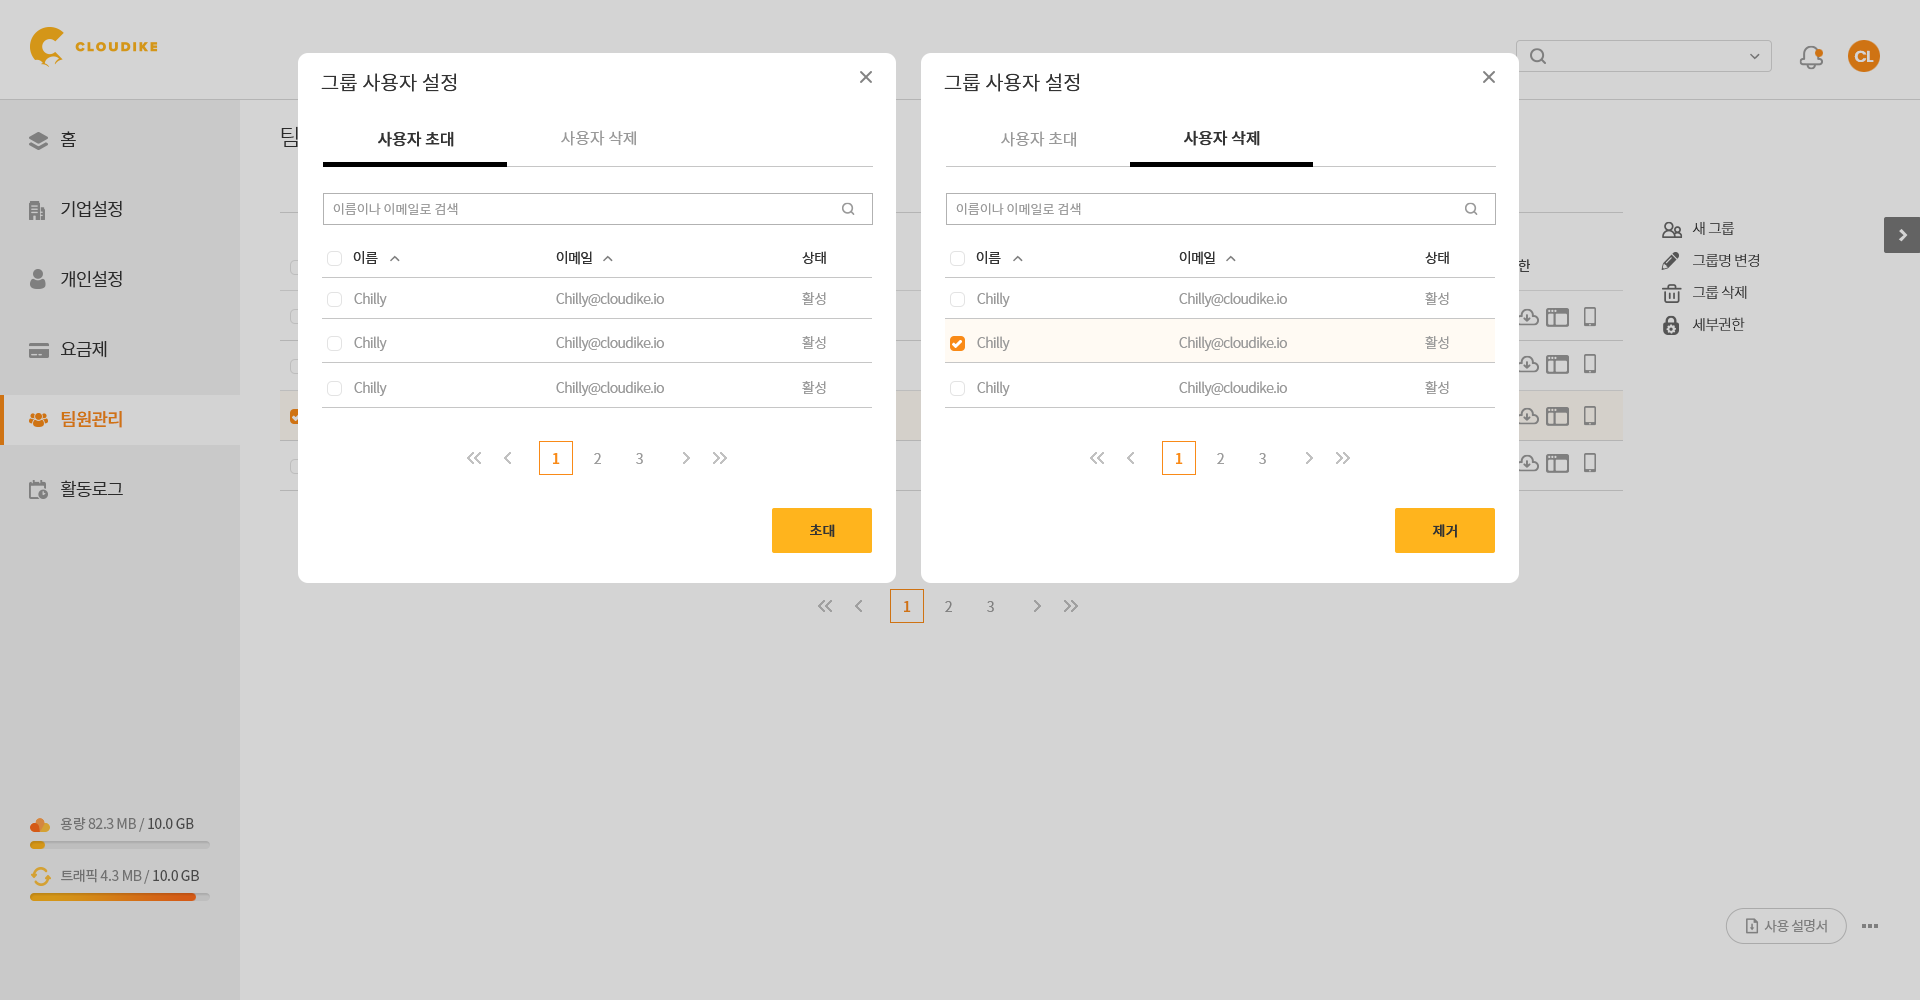 CLOUDIKE
CL
홈
기업설정
개인설정
요금제
팀원관리
활동로그
용량 82.3 MB / 10.0 GB
트래픽 4.3 MB / 10.0 GB
팀
그룹 사용자 설정
사용자 초대
사용자 삭제
이름이나 이메일로 검색
이름 이메일 상태
Chilly Chilly@cloudike.io 활성
Chilly Chilly@cloudike.io 활성
Chilly Chilly@cloudike.io 활성
1 2 3
초대
그룹 사용자 설정
사용자 초대
사용자 삭제
이름이나 이메일로 검색
이름 이메일 상태
Chilly Chilly@cloudike.io 활성
Chilly Chilly@cloudike.io 활성
Chilly Chilly@cloudike.io 활성
1 2 3
제거
한
1 2 3
새 그룹
그룹명 변경
그룹 삭제
세부권한
사용 설명서